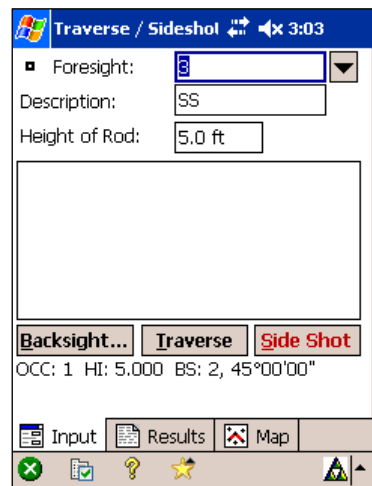 Traverse / Sideshot 3:03
Foresight: 3
Description: SS
Height of Rod: 5.0 ft
Backsight... Traverse Side Shot
OCC: 1 HI: 5.000 BS: 2, 45°00'00"
Input Results Map